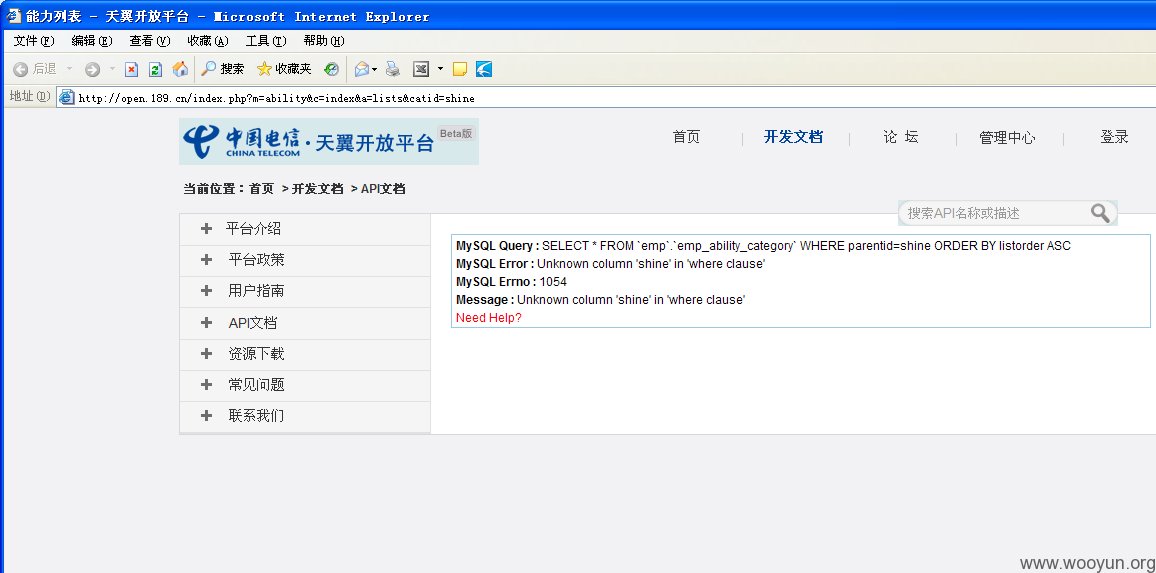 能力列表 - 天翼开放平台 - Microsoft Internet Explorer
文件(F) 编辑(E) 查看(V) 收藏(A) 工具(T) 帮助(H)
后退 搜索 收藏夹
地址(D) http://open.189.cn/index.php?m=ability&c=index&a=lists&catid=shine
中国电信·天翼开放平台 Beta版
CHINA TELECOM
首页 开发文档 论 坛 管理中心 登录
当前位置:首页 >开发文档 >API文档
搜索API名称或描述
平台介绍
平台政策
用户指南
API文档
资源下载
常见问题
联系我们
MySQL Query : SELECT * FROM `emp`.`emp_ability_category` WHERE parentid=shine ORDER BY listorder ASC
MySQL Error : Unknown column 'shine' in 'where clause'
MySQL Errno : 1054
Message : Unknown column 'shine' in 'where clause'
Need Help?
www.wooyun.org